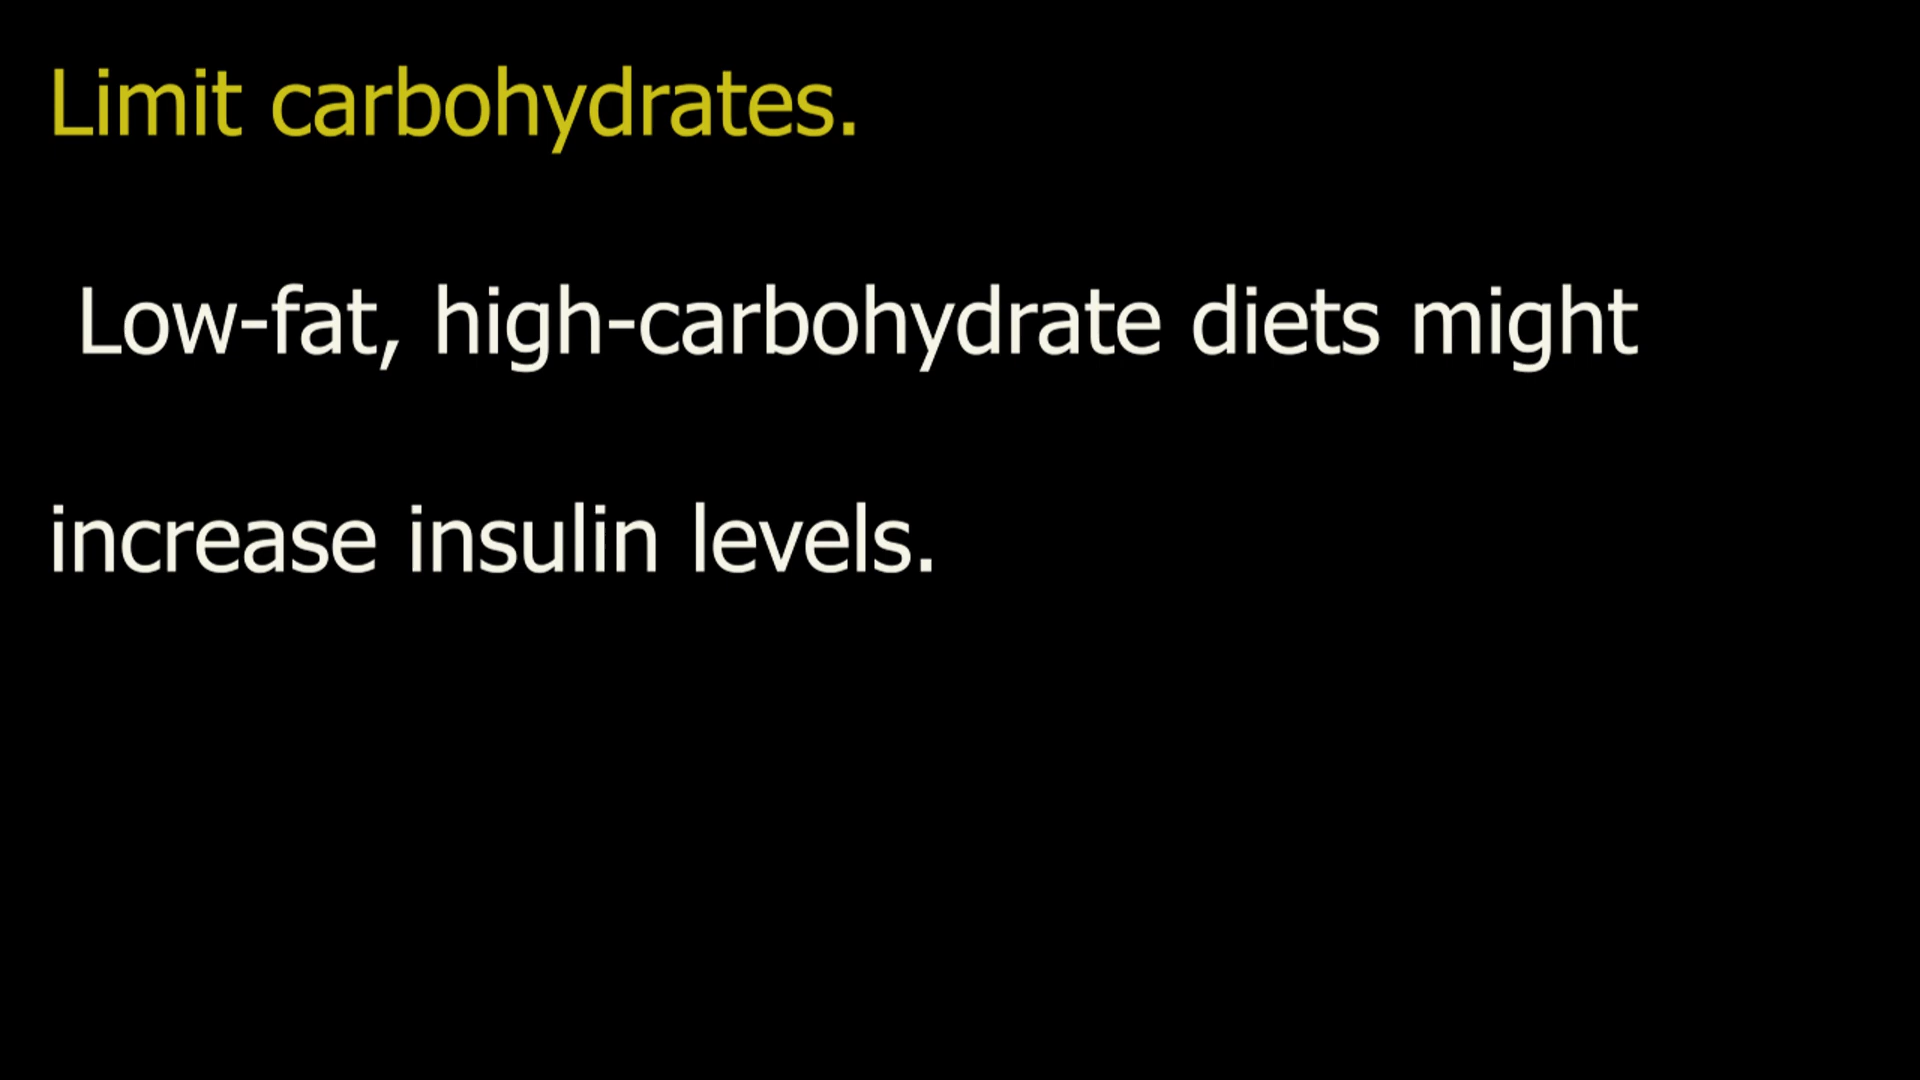 Limit carbohydrates.
Low-fat, high-carbohydrate diets might
increase insulin levels.